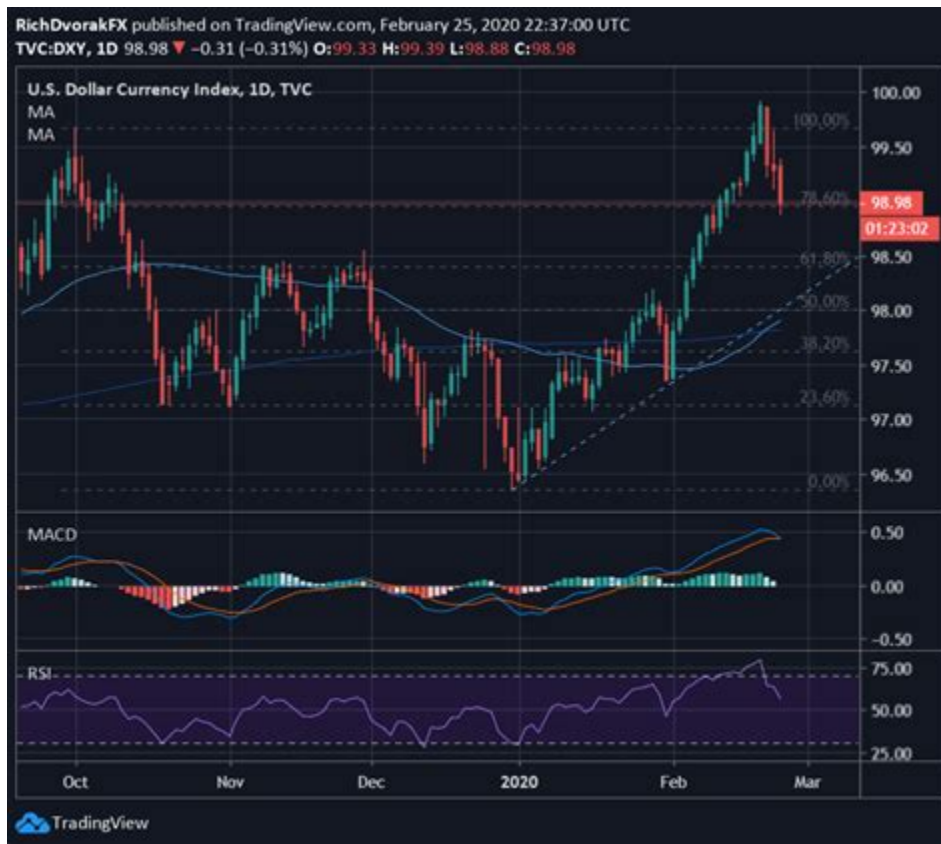 RichDvorakFX published on TradingView.com, February 25, 2020 22:37:00 UTC
TVC:DXY, 1D 98.98 ▼ −0.31 (−0.31%) O:99.33 H:99.39 L:98.88 C:98.98
U.S. Dollar Currency Index, 1D, TVC
MA
MA
100.00
100.00%
99.50
78.60%
98.98
01:23:02
61.80%
98.50
50.00%
98.00
38.20%
97.50
23.60%
97.00
96.50
0.00%
MACD
0.50
0.00
−0.50
RSI
75.00
50.00
25.00
Oct Nov Dec 2020 Feb Mar
TradingView